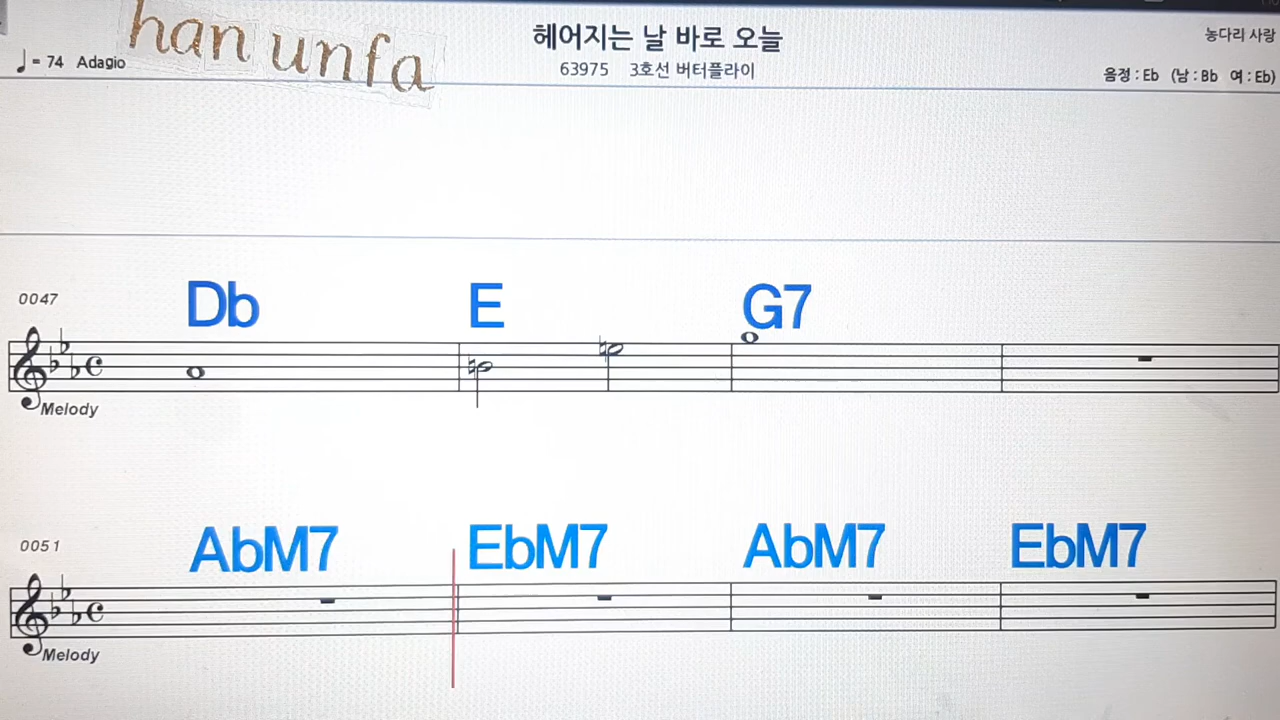 han unfa
헤어지는 날 바로 오늘
농다리 사랑
♩ = 74 Adagio
63975 3호선 버터플라이
음정 : Eb (남 : Bb 여 : Eb)
0047
Db E G7
Melody
0051
AbM7 EbM7 AbM7 EbM7
Melody